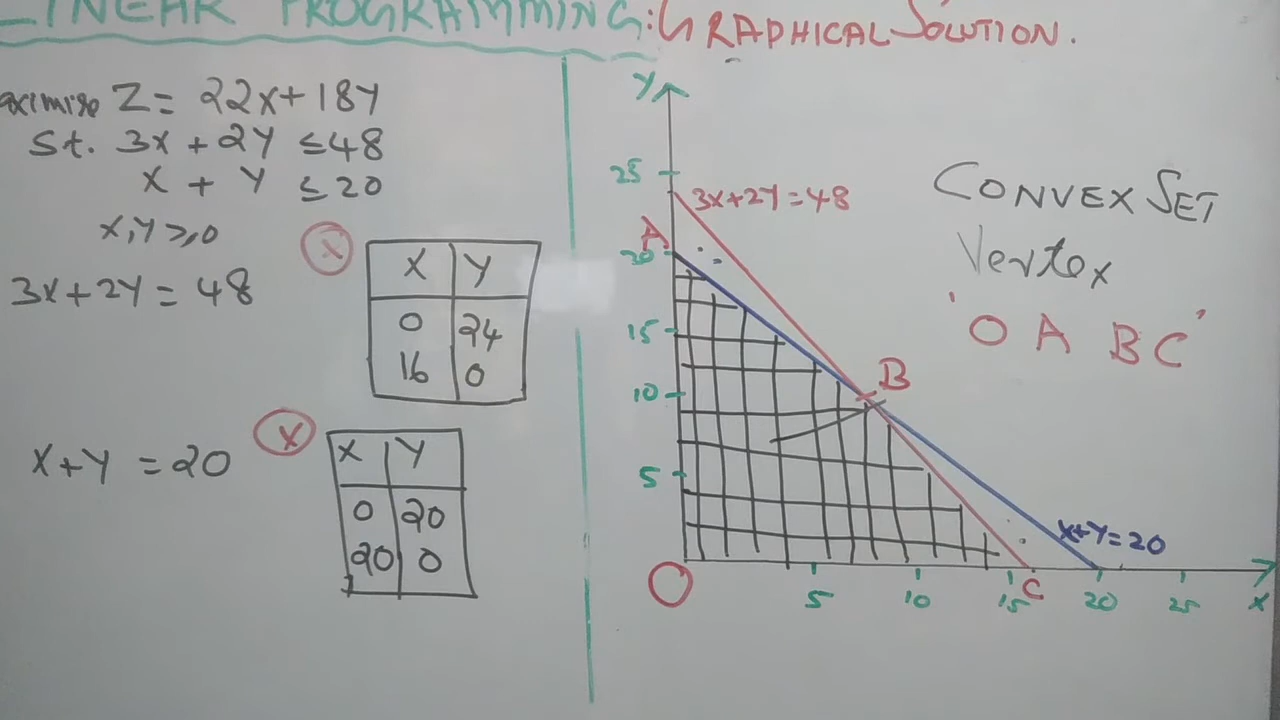 LINEAR PROGRAMMING: GRAPHICAL SOLUTION.
aximise Z = 22x + 18y
St. 3x + 2y ≤ 48
x + y ≤ 20
x, y ≥, 0
3x + 2y = 48
x
x y
0 24
16 0
x + y = 20
x
x y
0 20
20 0
y
25
3x + 2y = 48
A
20
15
10
B
5
x + y = 20
O
5 10 15 C 20 25 x
CONVEX SET
Vertex
'O A B C'